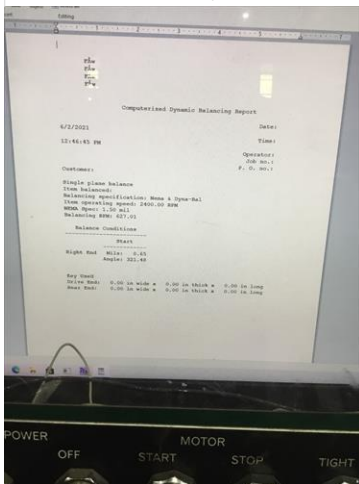 Editing
Computerized Dynamic Balancing Report
6/2/2021 Date:
12:46:45 PM Time:
Operator:
Job no.:
Customer: P. O. no.:
Single plane balance
Item balanced:
Balancing specification: Nema 4 Dyna-Bal
Item operating speed: 2400.00 RPM
NEMA Spec: 1.50 mil
Balancing RPM: 627.01
Balance Conditions
Start
Right End Mils: 0.65
Angle: 321.48
Key Used
Drive End: 0.00 in wide x 0.00 in thick x 0.00 in long
Rear End: 0.00 in wide x 0.00 in thick x 0.00 in long
POWER MOTOR
OFF START STOP TIGHT